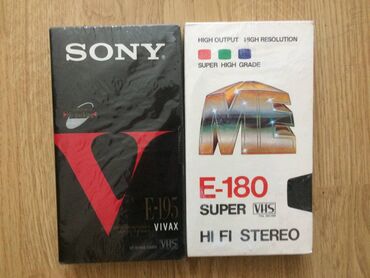 SONY
V
E-195
VIVAX
VHS
HIGH OUTPUT HIGH RESOLUTION
SUPER HIGH GRADE
ME
E-180
SUPER VHS
HI FI STEREO